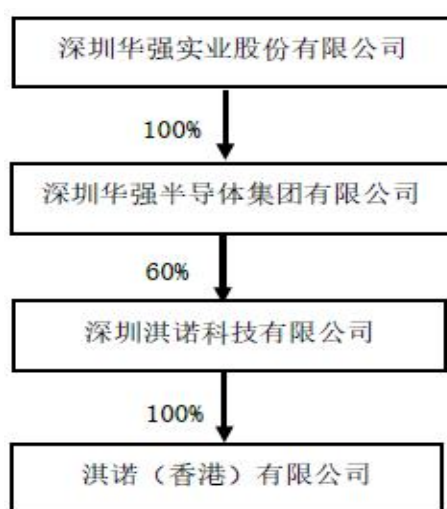 深圳华强实业股份有限公司
100%
深圳华强半导体集团有限公司
60%
深圳淇诺科技有限公司
100%
淇诺（香港）有限公司